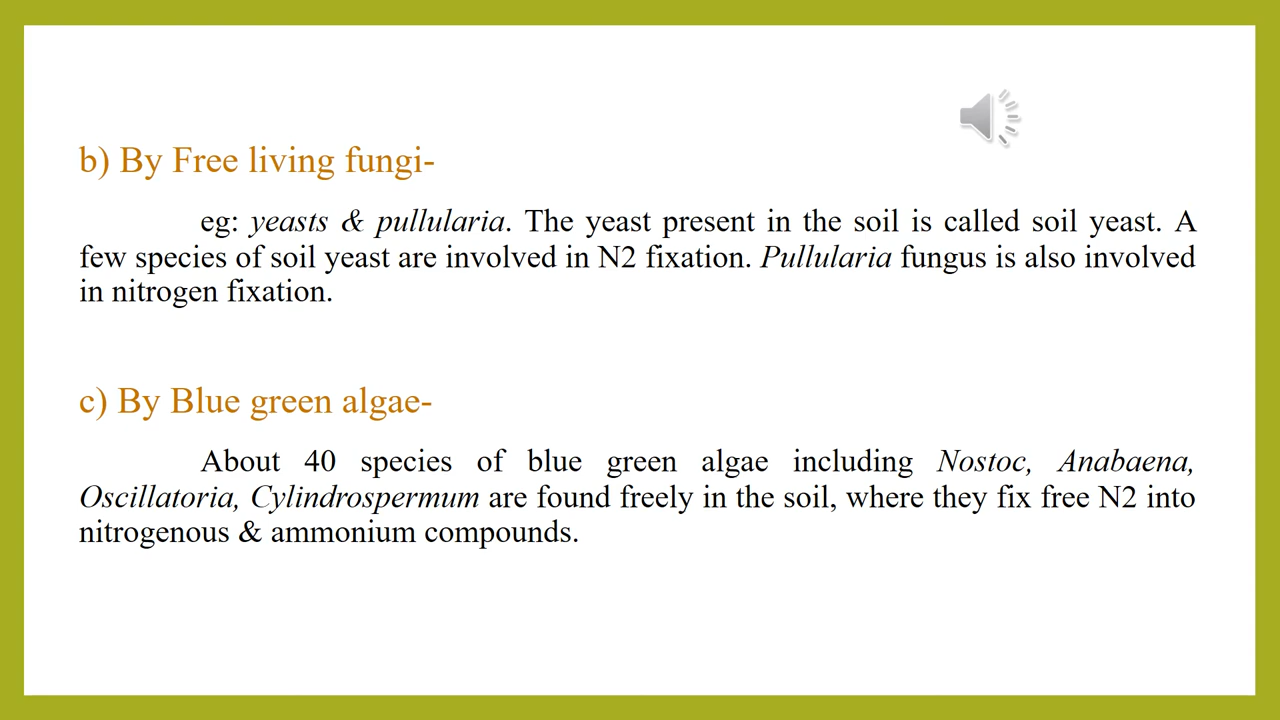 b) By Free living fungi-
eg: yeasts & pullularia. The yeast present in the soil is called soil yeast. A
few species of soil yeast are involved in N2 fixation. Pullularia fungus is also involved
in nitrogen fixation.
c) By Blue green algae-
About 40 species of blue green algae including Nostoc, Anabaena,
Oscillatoria, Cylindrospermum are found freely in the soil, where they fix free N2 into
nitrogenous & ammonium compounds.